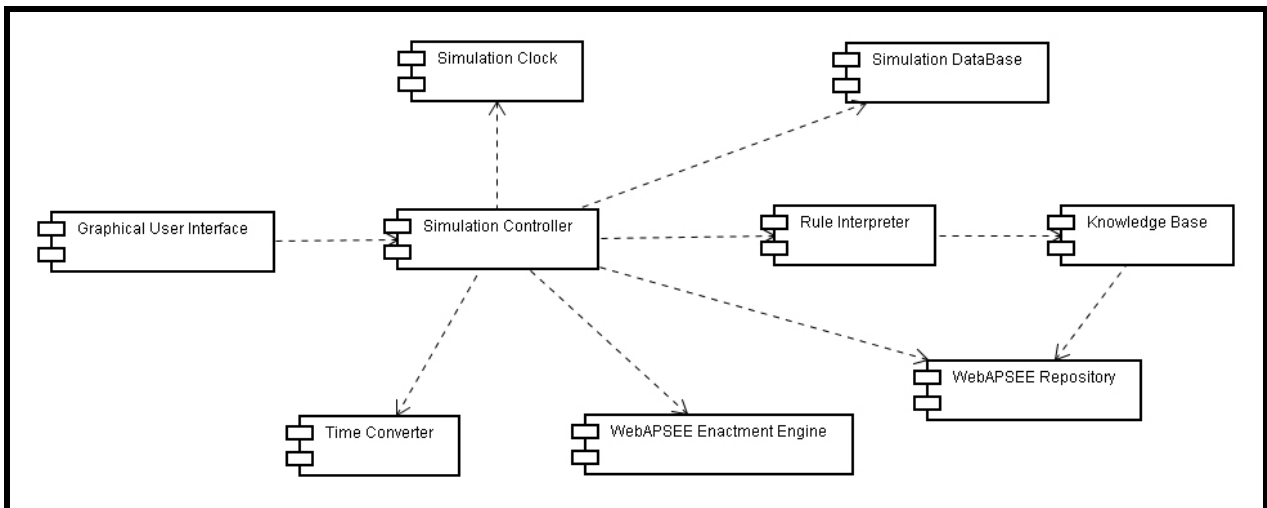 Simulation Clock
Simulation DataBase
Graphical User Interface
Simulation Controller
Rule Interpreter
Knowledge Base
WebAPSEE Repository
Time Converter
WebAPSEE Enactment Engine